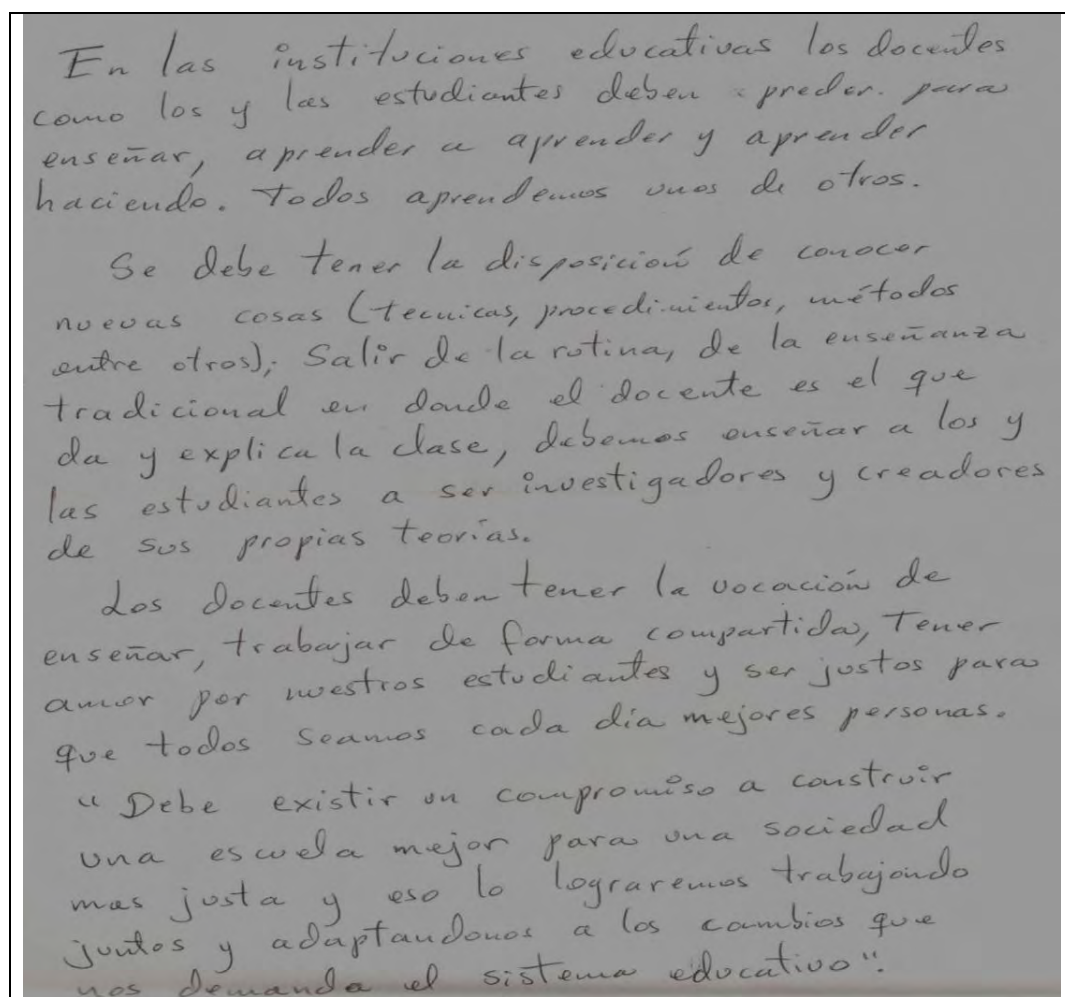 En las instituciones educativas los docentes
como los y las estudiantes deben apreder. para
enseñar, aprender a aprender y aprender
haciendo. Todos aprendemos unos de otros.
Se debe tener la disposición de conocer
nuevas cosas (tecnicas, procedimientos, métodos
entre otros); Salir de la rutina, de la enseñanza
tradicional en donde el docente es el que
da y explica la clase, debemos enseñar a los y
las estudiantes a ser investigadores y creadores
de sus propias teorías.
Los docentes deben tener la vocación de
enseñar, trabajar de forma compartida, Tener
amor por nuestros estudiantes y ser justos para
que todos seamos cada día mejores personas.
"Debe existir un compromiso a construir
una escuela mejor para una sociedad
mas justa y eso lo lograremos trabajando
juntos y adaptandonos a los cambios que
nos demanda el sistema educativo".